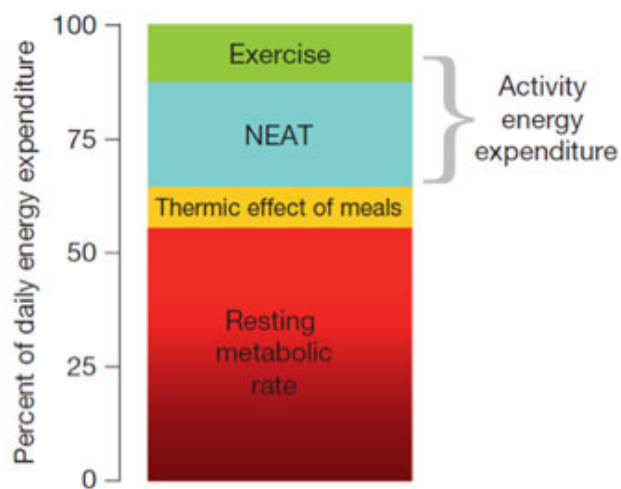 100
75
50
25
0
Percent of daily energy expenditure
Exercise
NEAT
Thermic effect of meals
Resting
metabolic
rate
Activity
energy
expenditure